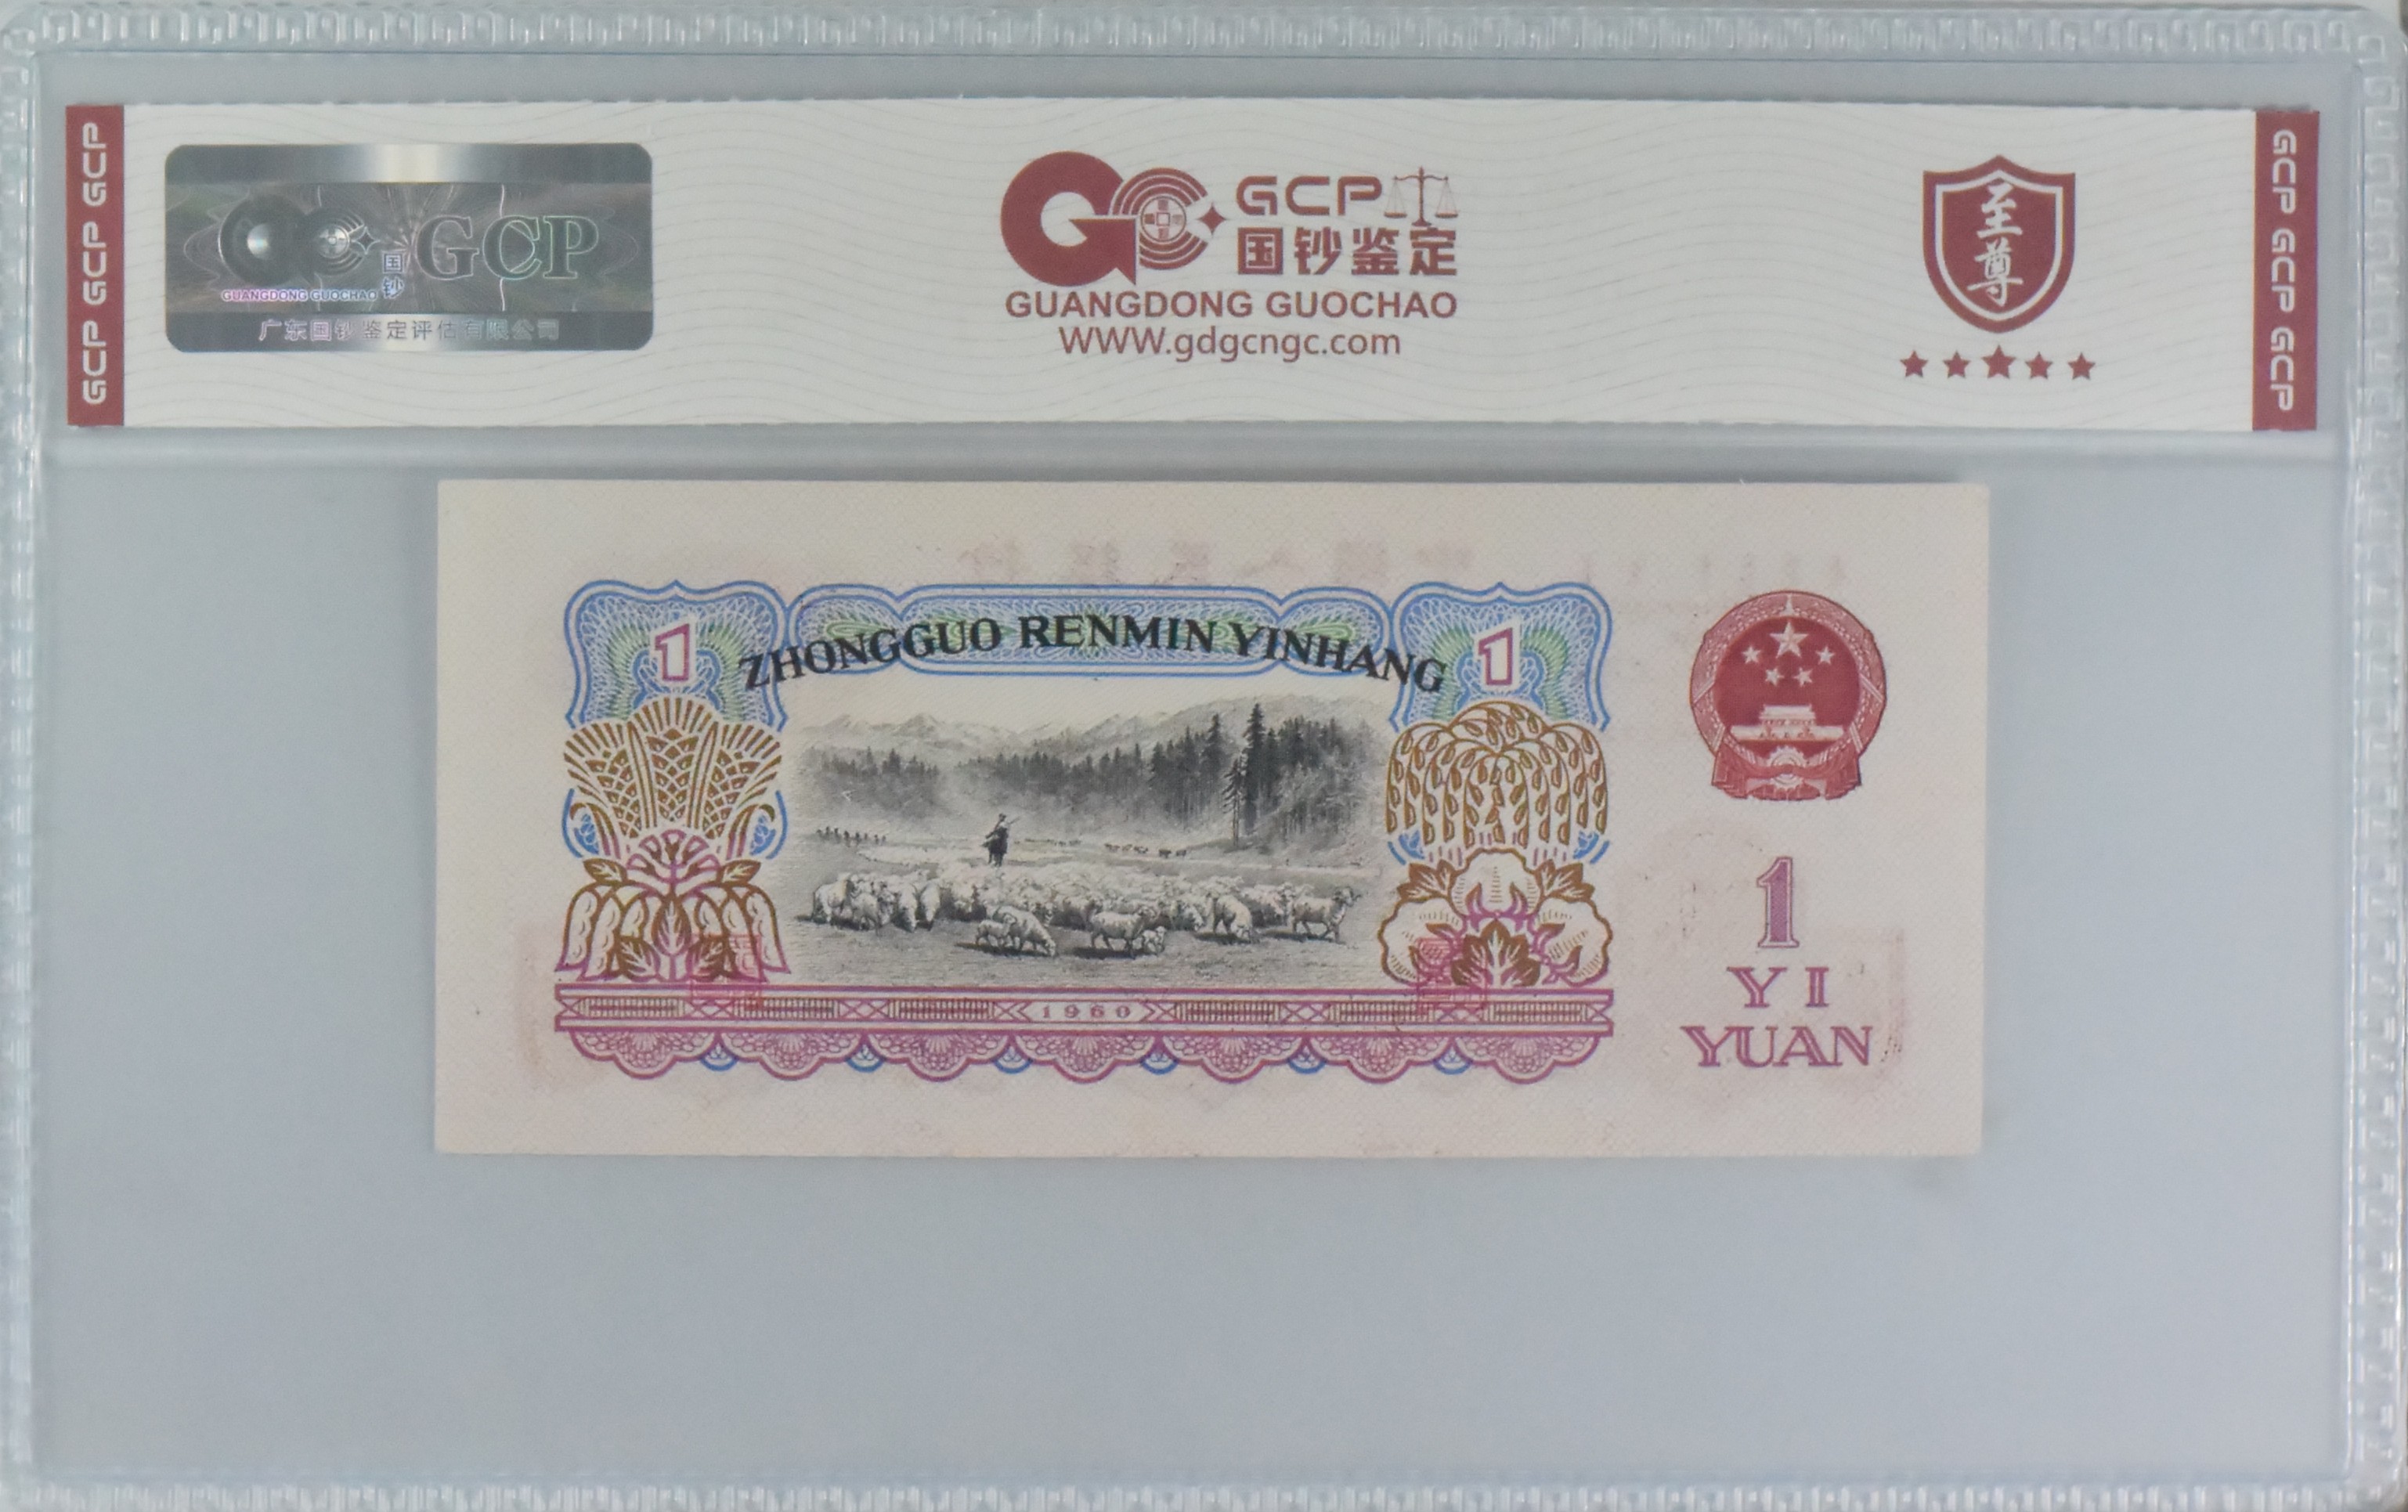 GCP GCP GCP
国钞
GCP
GUANGDONG GUOCHAO
广东国钞鉴定评估有限公司
GCP
国钞鉴定
GUANGDONG GUOCHAO
WWW.gdgcngc.com
至尊
GCP GCP GCP
ZHONGGUO RENMIN YINHANG
1
1
1960
1
YI
YUAN